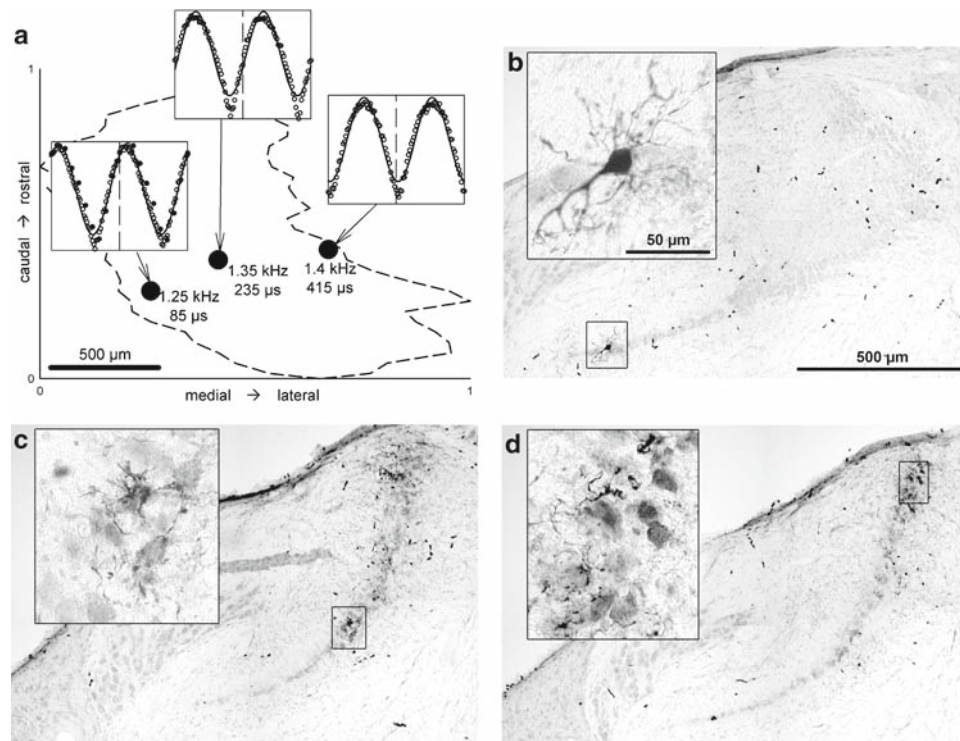 a
1
caudal → rostral
1.25 kHz
85 µs
1.35 kHz
235 µs
1.4 kHz
415 µs
500 µm
0
0
medial → lateral
1
b
50 µm
500 µm
c
d